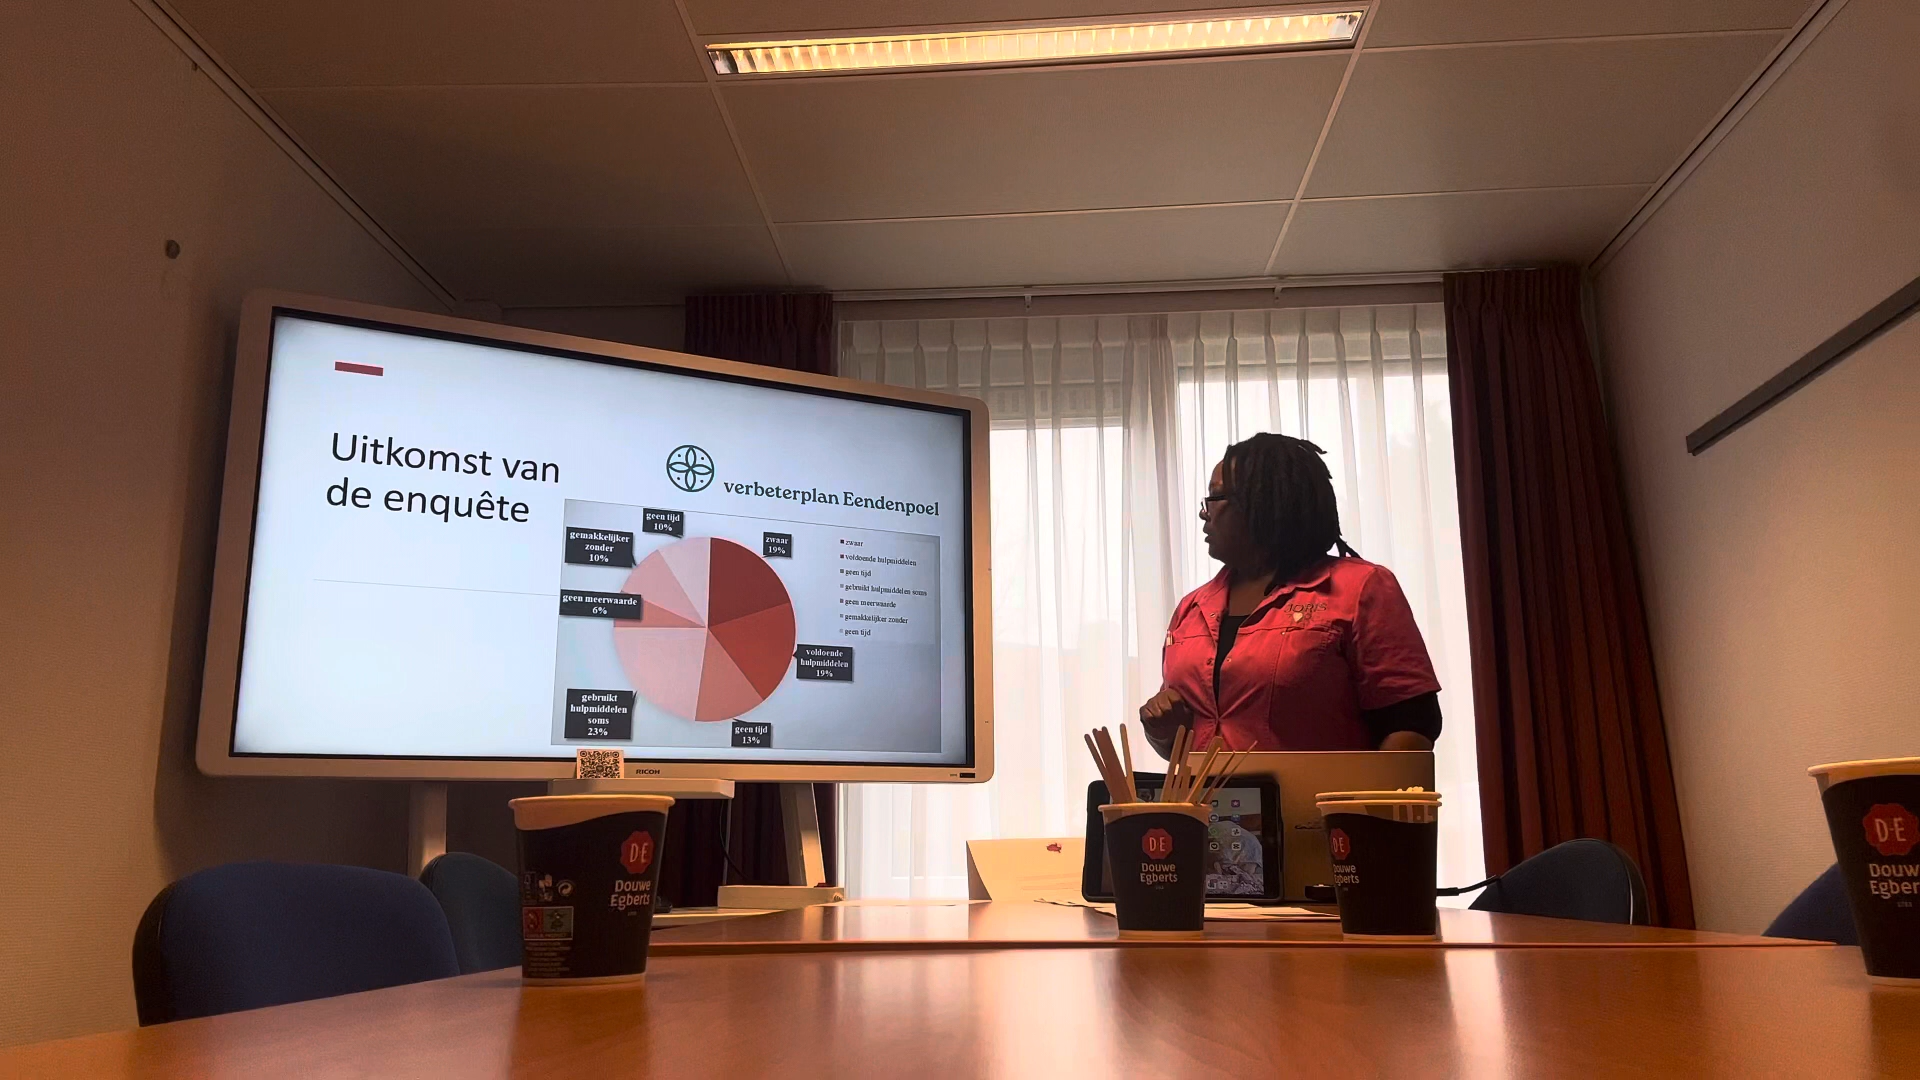 Uitkomst van
de enquête
verbeterplan Eendenpoel
geen tijd
10%
zwaar
19%
gemakkelijker
zonder
10%
geen meerwaarde
6%
voldoende
hulpmiddelen
19%
gebruikt
hulpmiddelen
soms
23%
geen tijd
13%
zwaar
voldoende hulpmiddelen
geen tijd
gebruikt hulpmiddelen soms
geen meerwaarde
gemakkelijker zonder
geen tijd
RICOH
JORIS
D·E
Douwe
Egberts
D·E
Douwe
Egberts
D·E
Douwe
Egberts
D·E
Douw
Egber